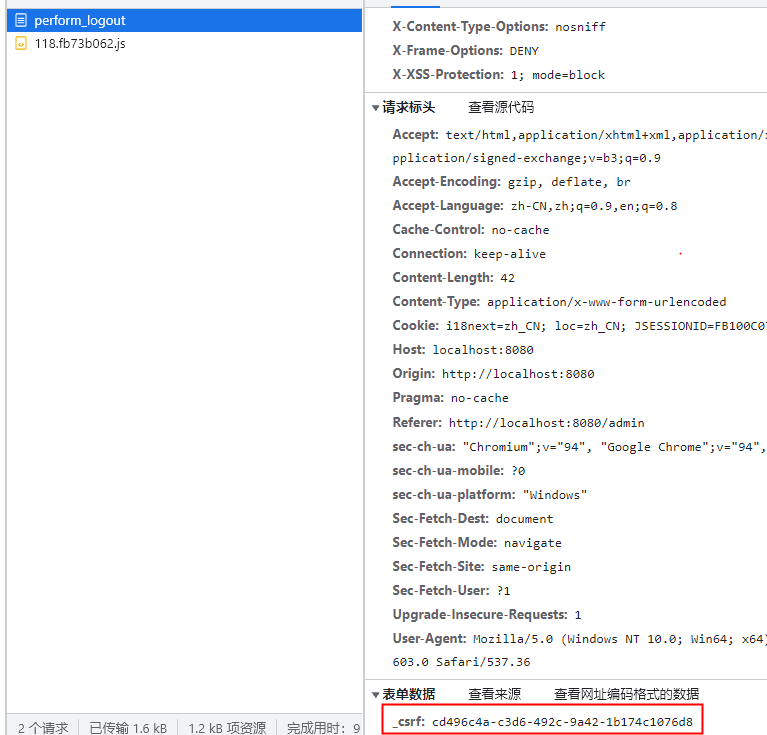 perform_logout
118.fb73b062.js
X-Content-Type-Options: nosniff
X-Frame-Options: DENY
X-XSS-Protection: 1; mode=block
请求标头 查看源代码
Accept: text/html,application/xhtml+xml,application/x
pplication/signed-exchange;v=b3;q=0.9
Accept-Encoding: gzip, deflate, br
Accept-Language: zh-CN,zh;q=0.9,en;q=0.8
Cache-Control: no-cache
Connection: keep-alive
Content-Length: 42
Content-Type: application/x-www-form-urlencoded
Cookie: i18next=zh_CN; loc=zh_CN; JSESSIONID=FB100C07
Host: localhost:8080
Origin: http://localhost:8080
Pragma: no-cache
Referer: http://localhost:8080/admin
sec-ch-ua: "Chromium";v="94", "Google Chrome";v="94",
sec-ch-ua-mobile: ?0
sec-ch-ua-platform: "Windows"
Sec-Fetch-Dest: document
Sec-Fetch-Mode: navigate
Sec-Fetch-Site: same-origin
Sec-Fetch-User: ?1
Upgrade-Insecure-Requests: 1
User-Agent: Mozilla/5.0 (Windows NT 10.0; Win64; x64)
603.0 Safari/537.36
表单数据 查看来源 查看网址编码格式的数据
_csrf: cd496c4a-c3d6-492c-9a42-1b174c1076d8
2 个请求 已传输 1.6 kB 1.2 kB 项资源 完成用时：9